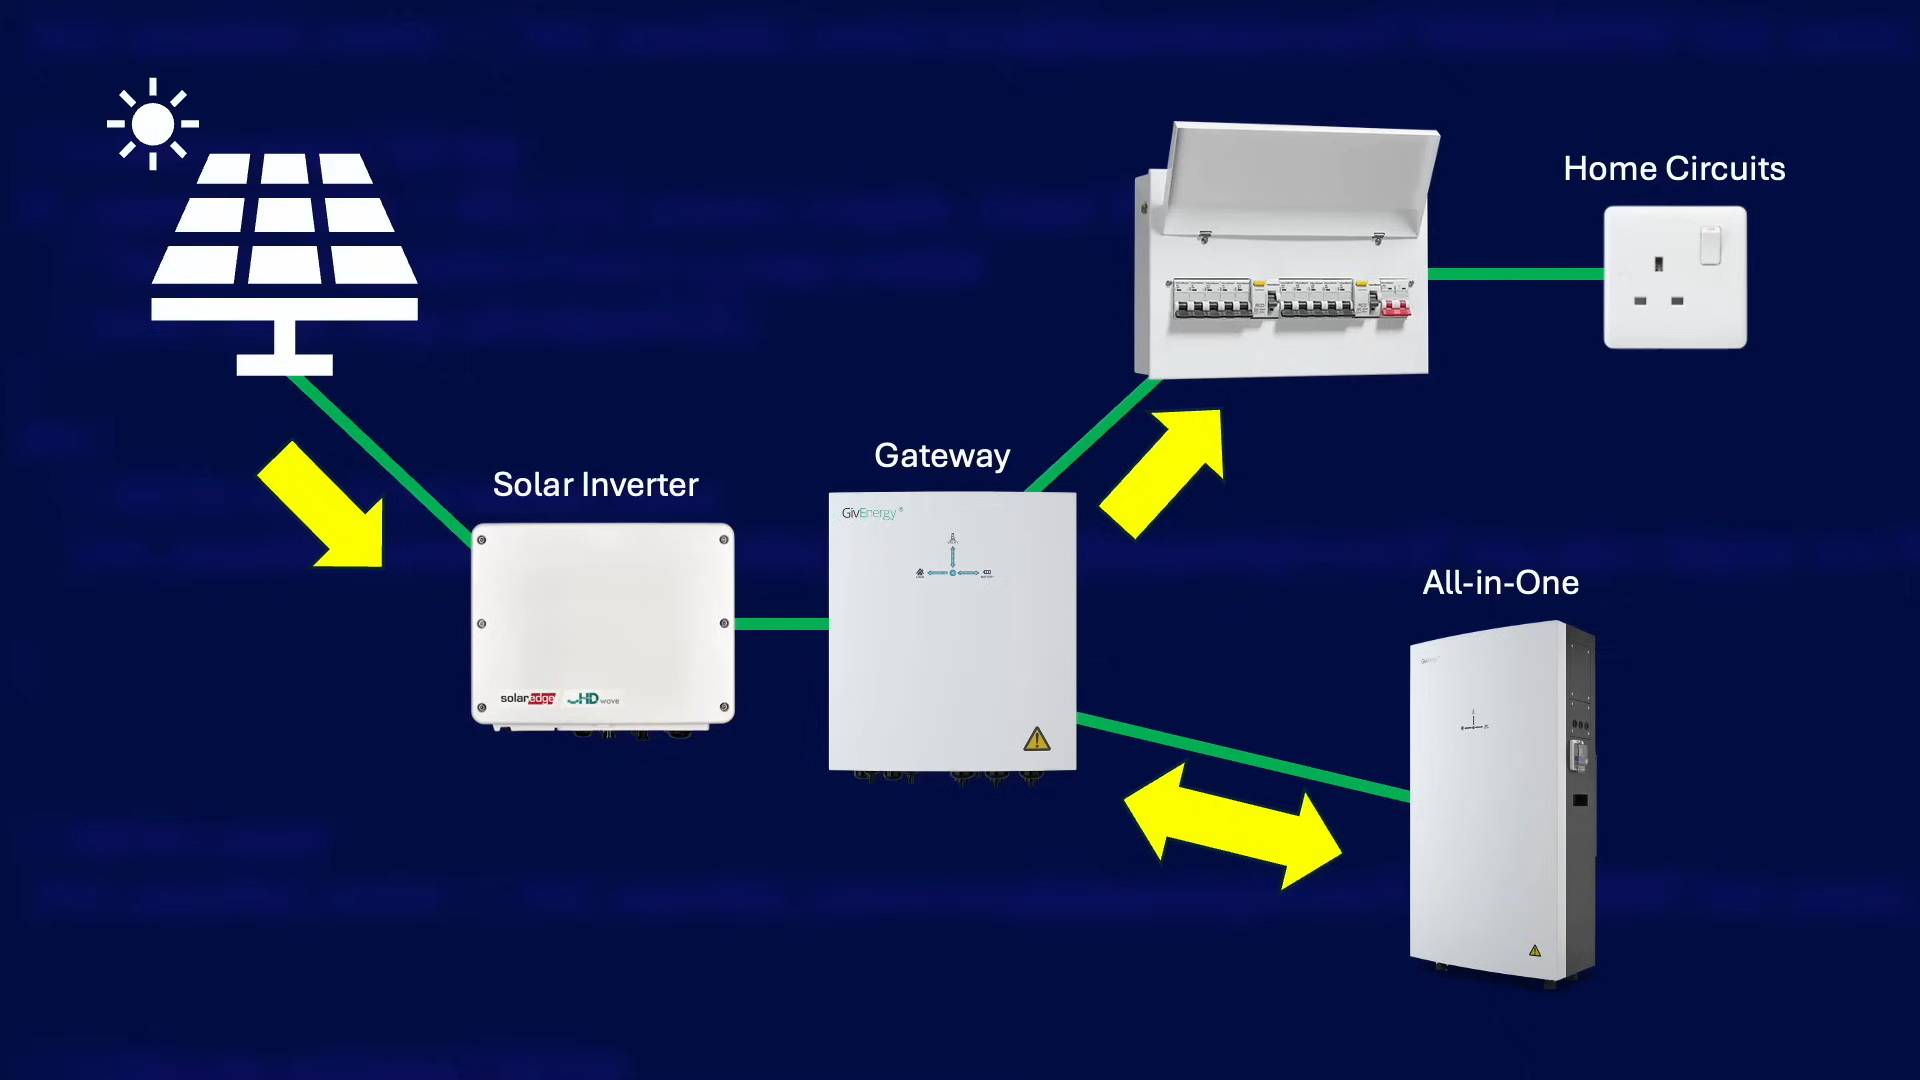 Home Circuits
Gateway
Solar Inverter
GivEnergy
All-in-One
solaredge HD wave